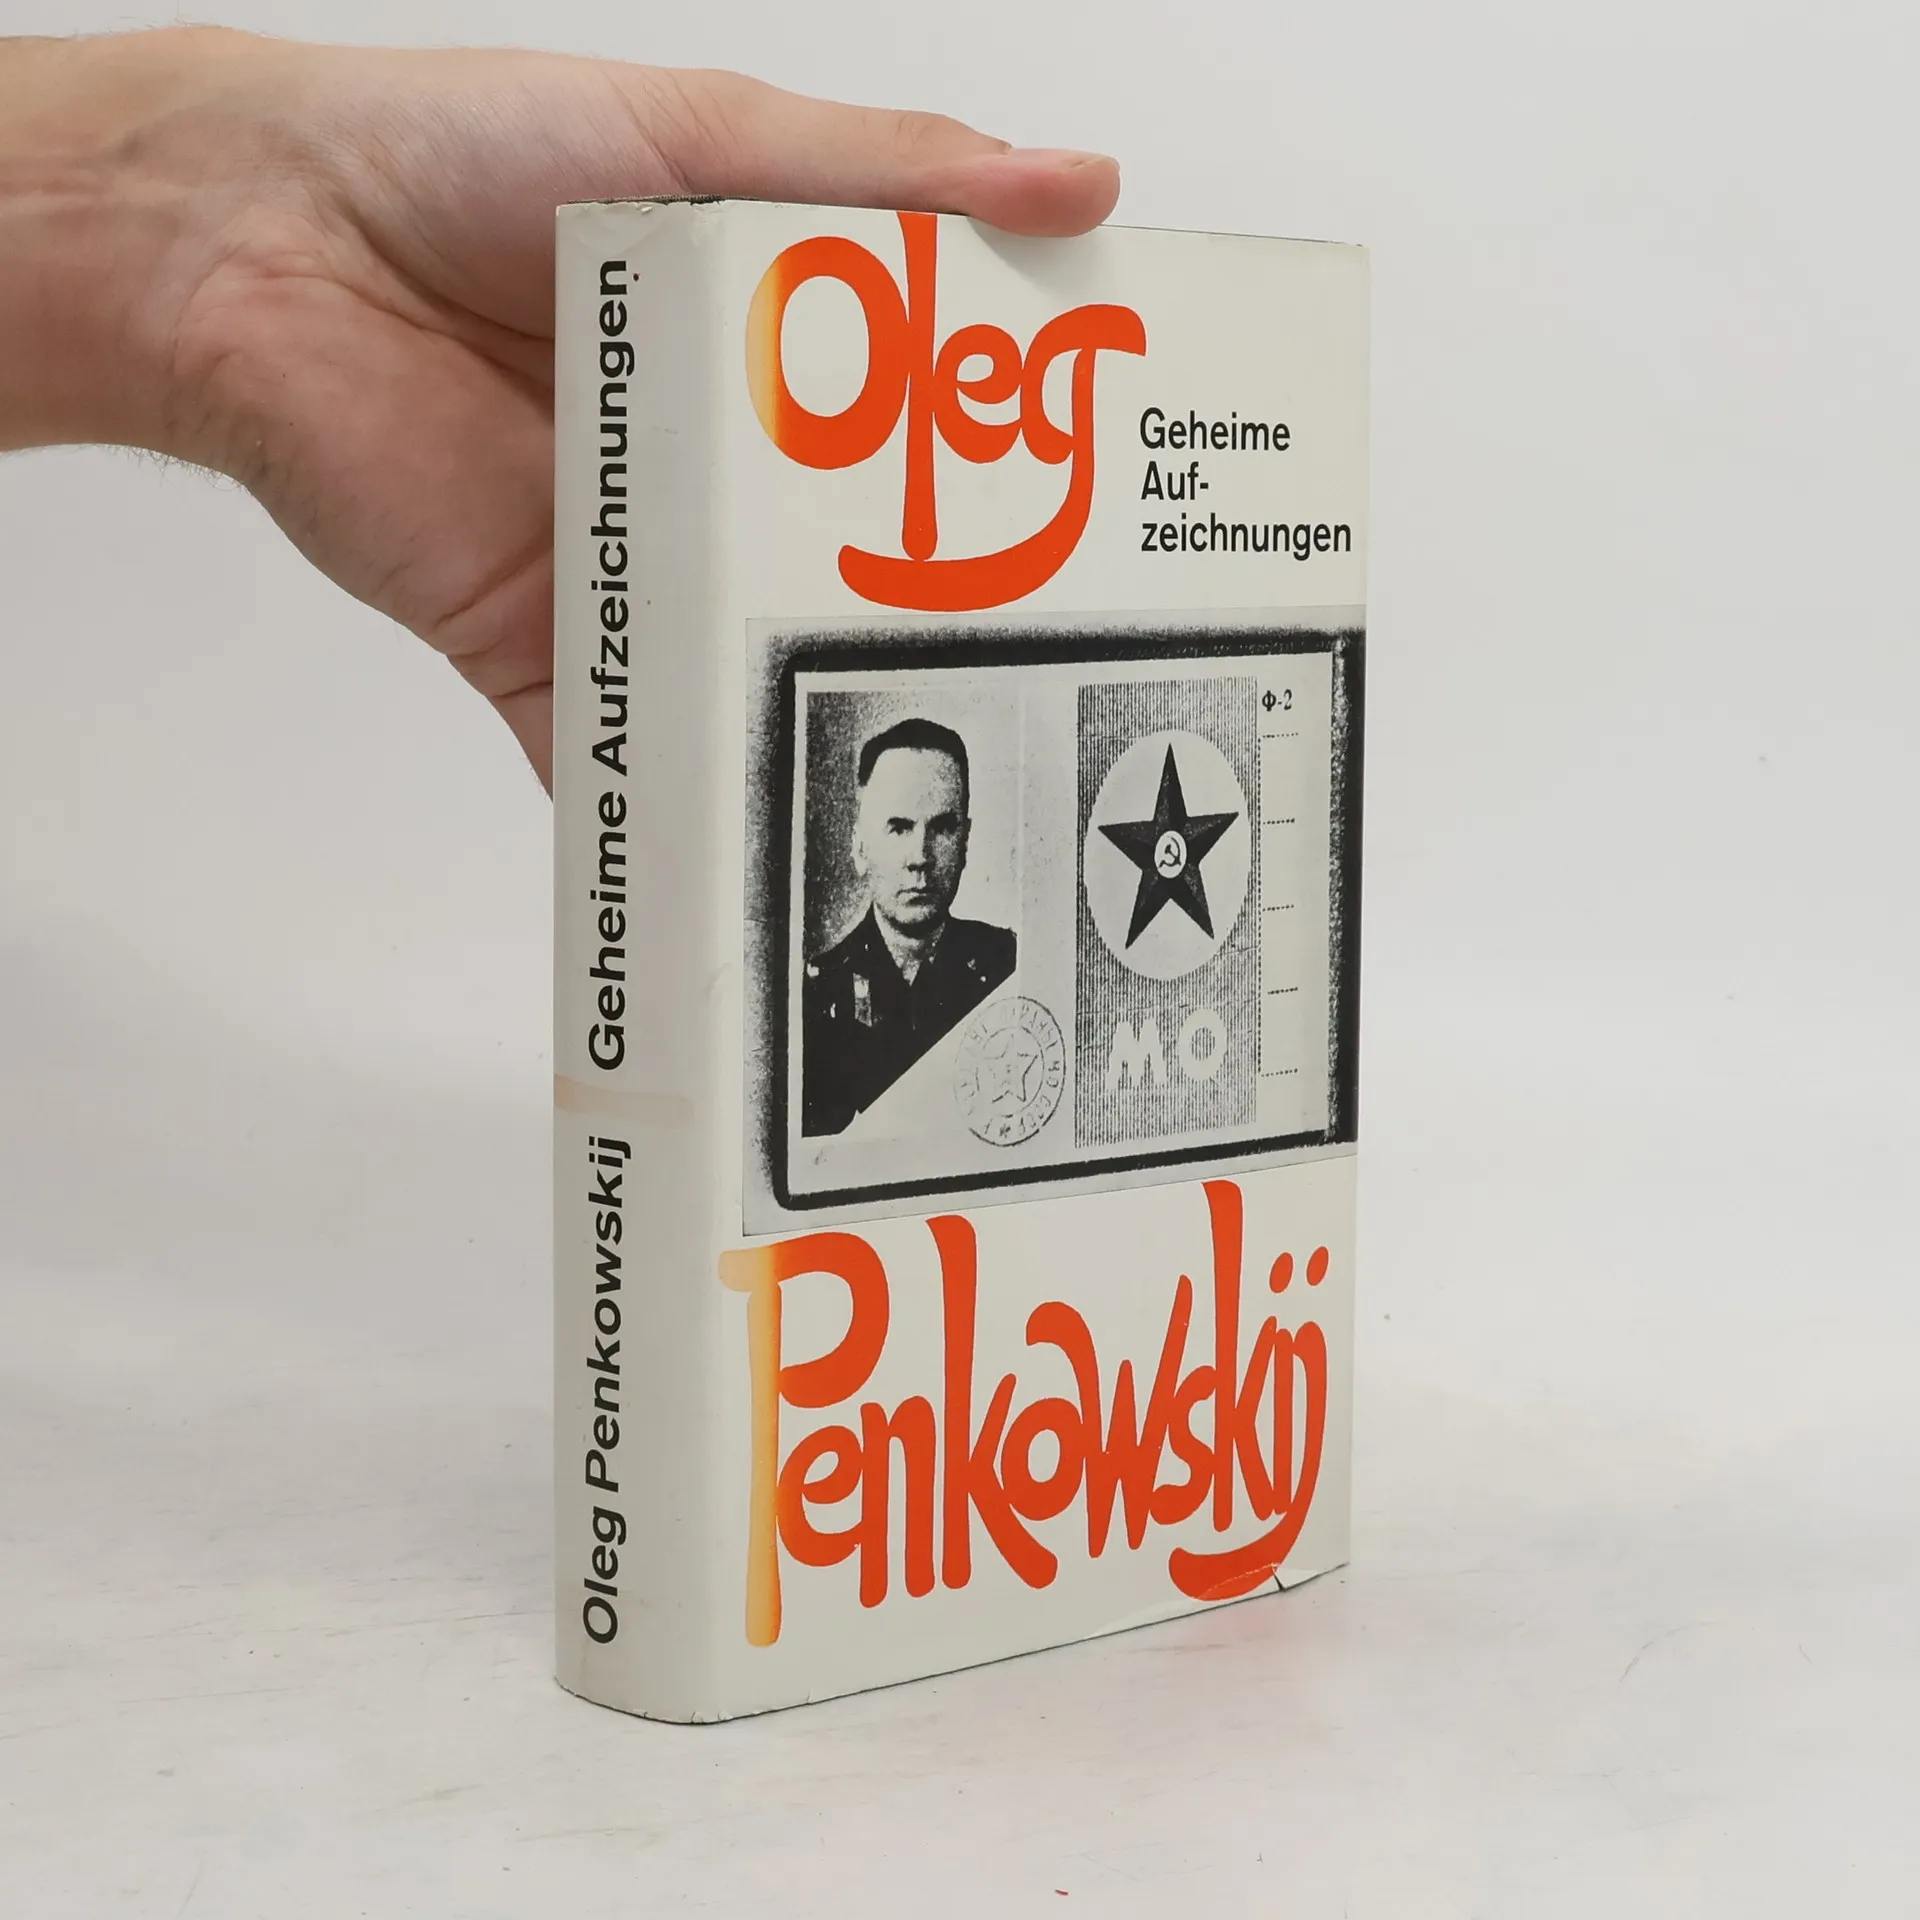 Oleg Penkowskij Geheime Aufzeichnungen
Oleg
Geheime
Auf-
zeichnungen
Ф-2
МО
Penkowskij